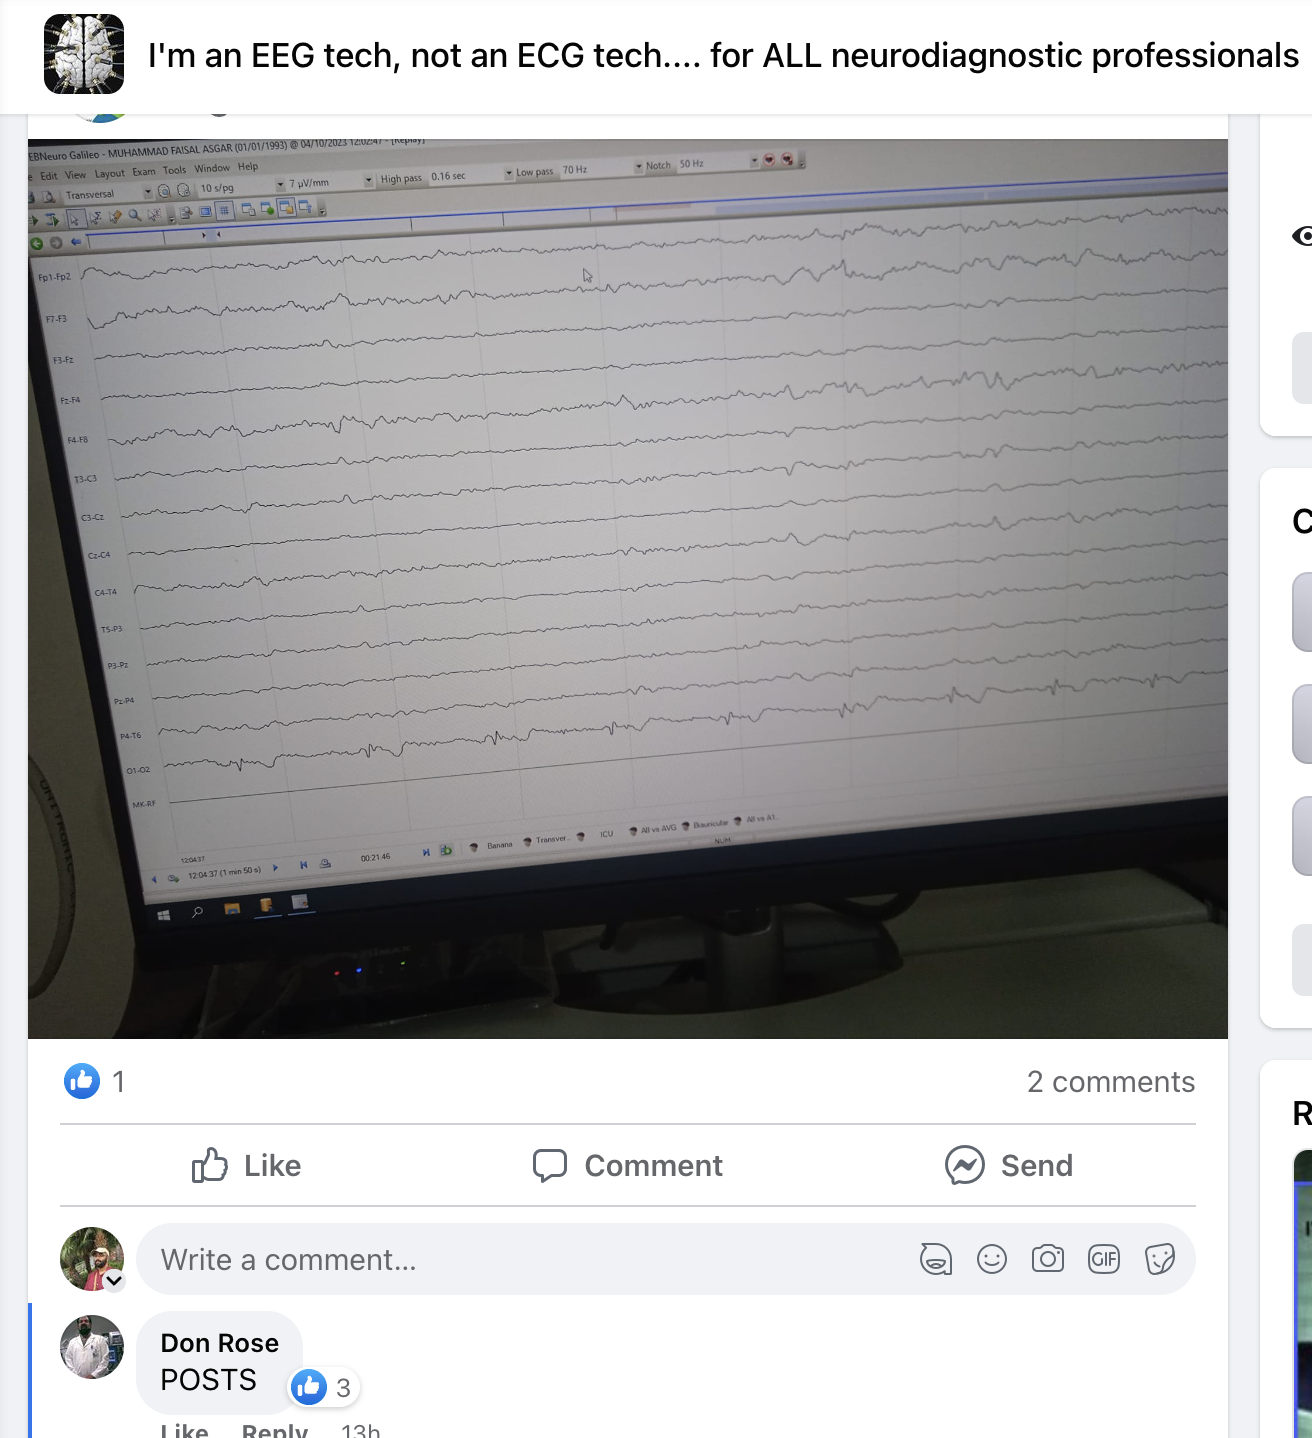 I'm an EEG tech, not an ECG tech.... for ALL neurodiagnostic professionals
EBNeuro Galileo - MUHAMMAD FAISAL ASGAR (01/01/1993) @ 04/10/2023 12:02:47 - [Replay]
Edit View Layout Exam Tools Window Help
Transversal 10 s/pg 7 µV/mm High pass 0.16 sec Low pass 70 Hz Notch 50 Hz
Fp1-Fp2
F7-F3
F3-Fz
Fz-F4
F4-F8
T3-C3
C3-Cz
Cz-C4
C4-T4
T5-P3
P3-Pz
Pz-P4
P4-T6
O1-O2
MK-RF
12:04:37
Banana Transver.. ICU All vs AVG Biauricular All vs A1..
12:04:37 (1 min 50 s) 00:21:46
NUM
1
2 comments
Like Comment Send
Write a comment...
GIF
Don Rose
POSTS
3
Like Reply 13h
C
R